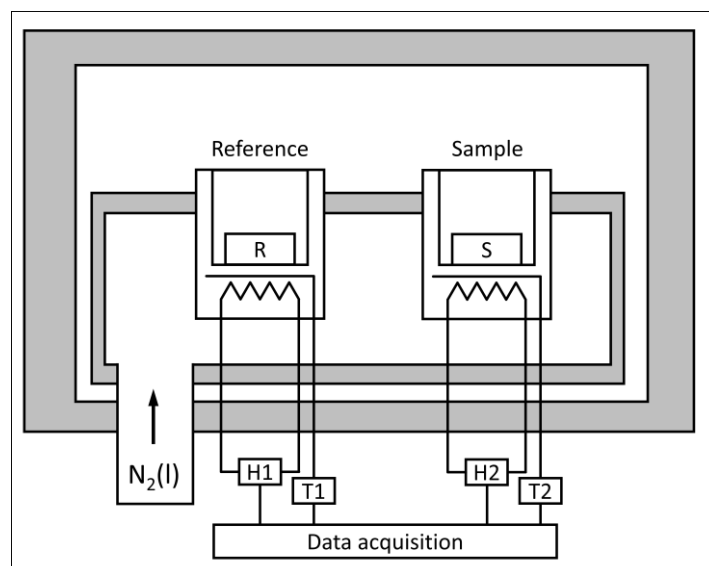 Reference
Sample
R
S
N₂(l)
H1
T1
H2
T2
Data acquisition